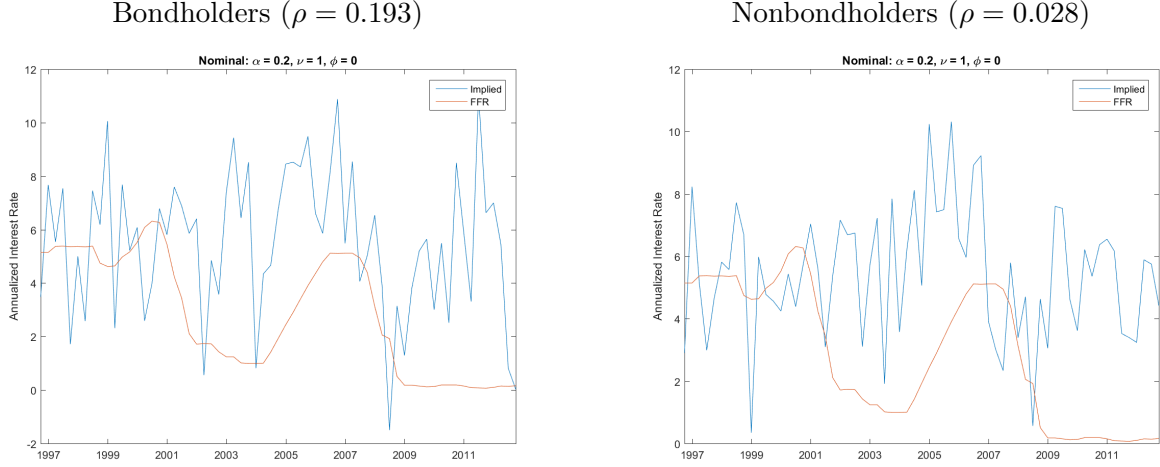 Bondholders (ρ = 0.193)
Nominal: α = 0.2, ν = 1, ϕ = 0
Implied
FFR
Annualized Interest Rate
12
10
8
6
4
2
0
-2
1997 1999 2001 2003 2005 2007 2009 2011
Nonbondholders (ρ = 0.028)
Nominal: α = 0.2, ν = 1, ϕ = 0
Implied
FFR
Annualized Interest Rate
12
10
8
6
4
2
0
1997 1999 2001 2003 2005 2007 2009 2011